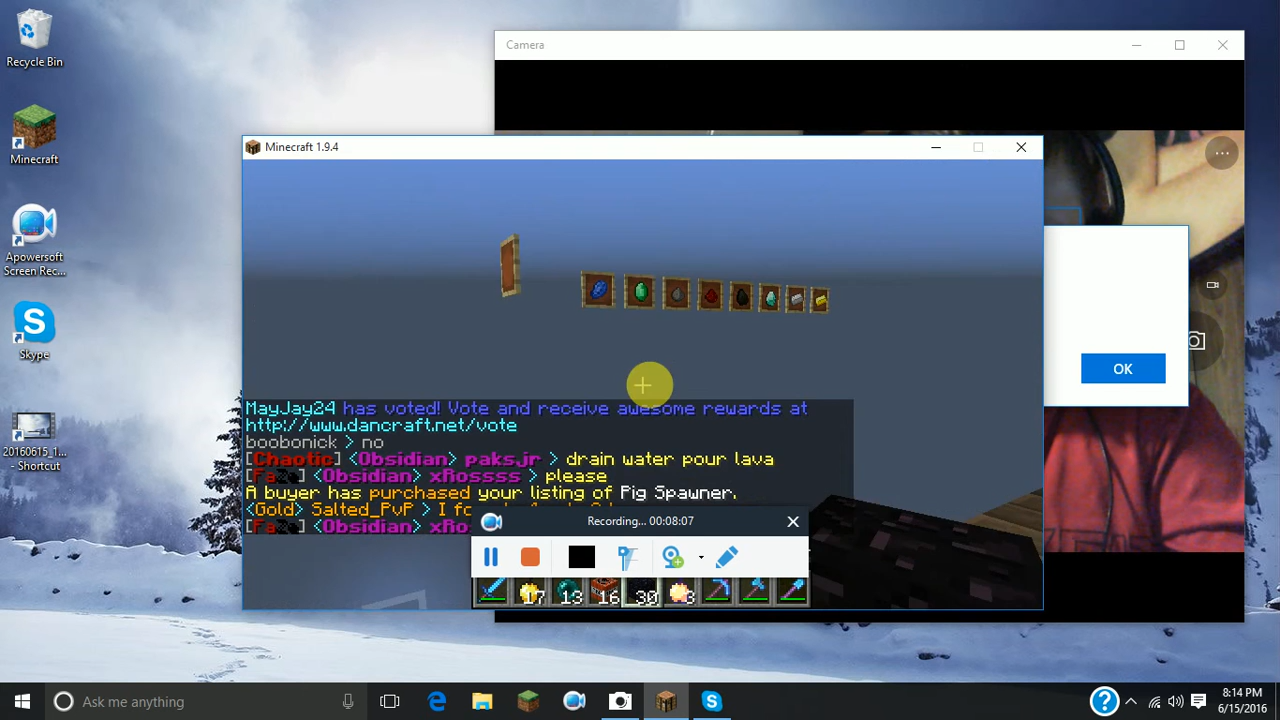 Recycle Bin
Camera
Minecraft 1.9.4
Minecraft
Apowersoft
Screen Rec...
Skype
20160615_1...
- Shortcut
OK
MayJay24 has voted! Vote and receive awesome rewards at
http://www.dancraft.net/vote
boobonick > no
[Chaotic] <Obsidian> paksjr > drain water pour lava
<Obsidian> xRossss > please
A buyer has purchased your listing of Pig Spawner.
<Gold> Salted_PvP > I
<Obsidian>
Recording... 00:08:07
17 13 16 30 3
Ask me anything
8:14 PM
6/15/2016